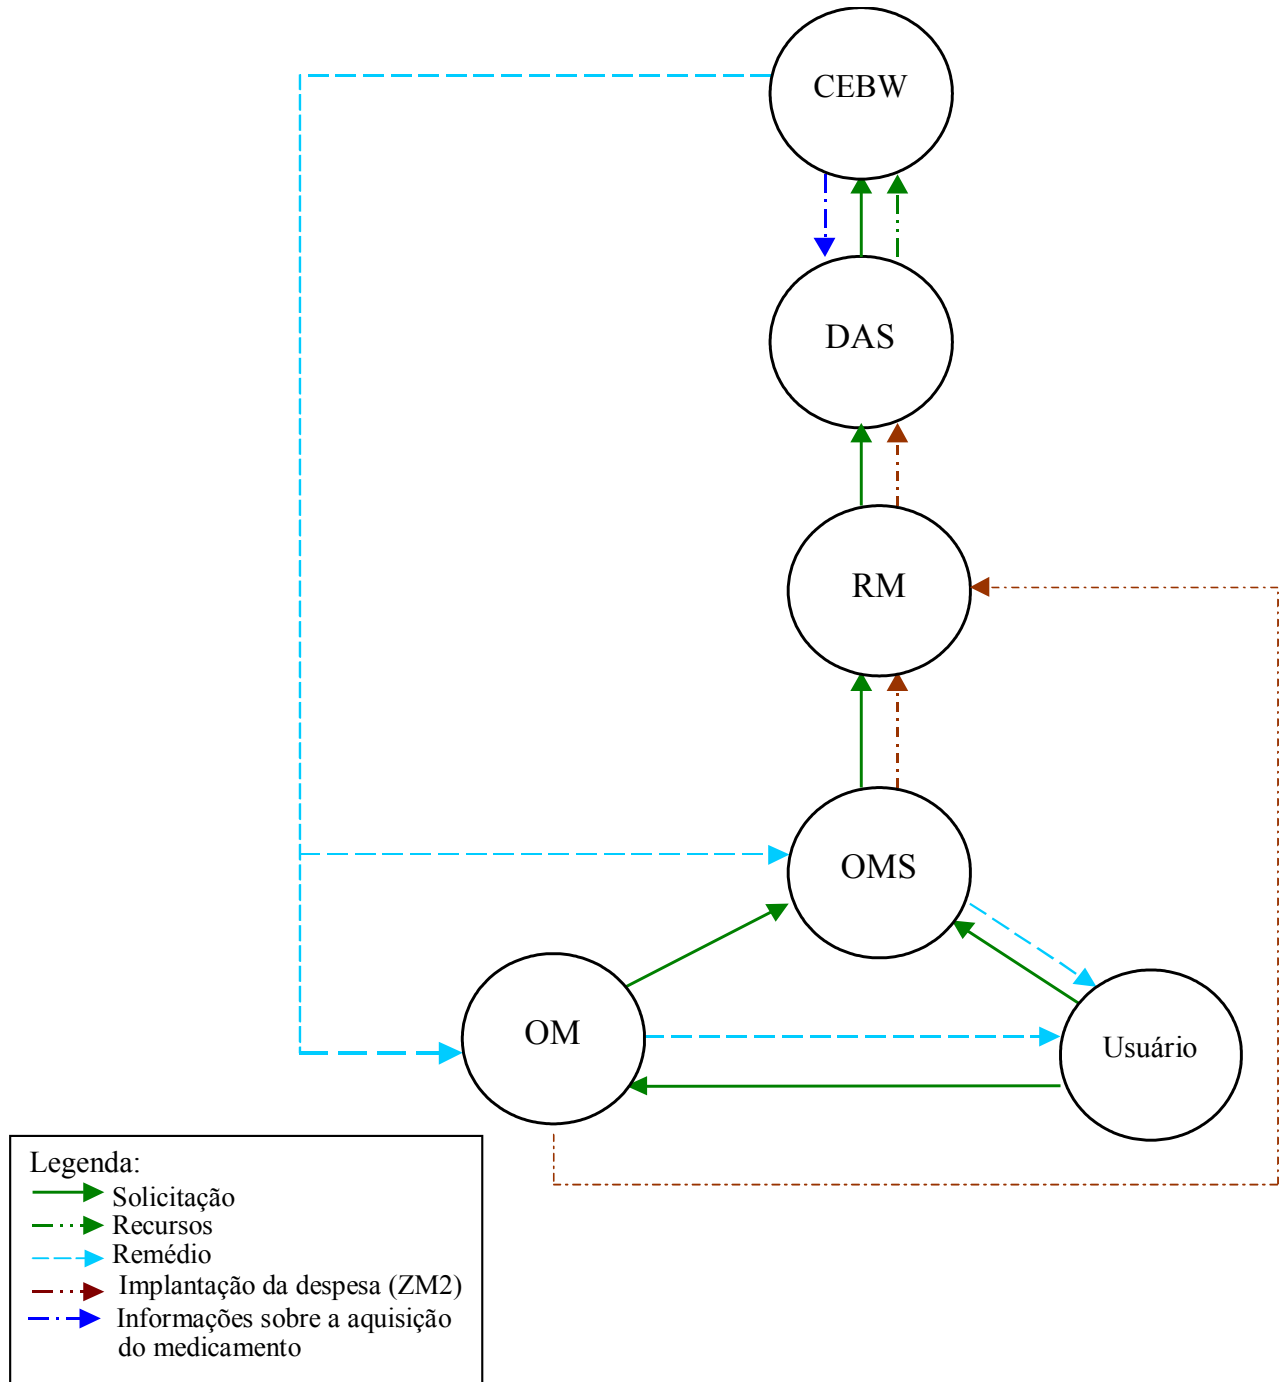 CEBW
DAS
RM
OMS
OM
Usuário
Legenda:
Solicitação
Recursos
Remédio
Implantação da despesa (ZM2)
Informações sobre a aquisição
do medicamento